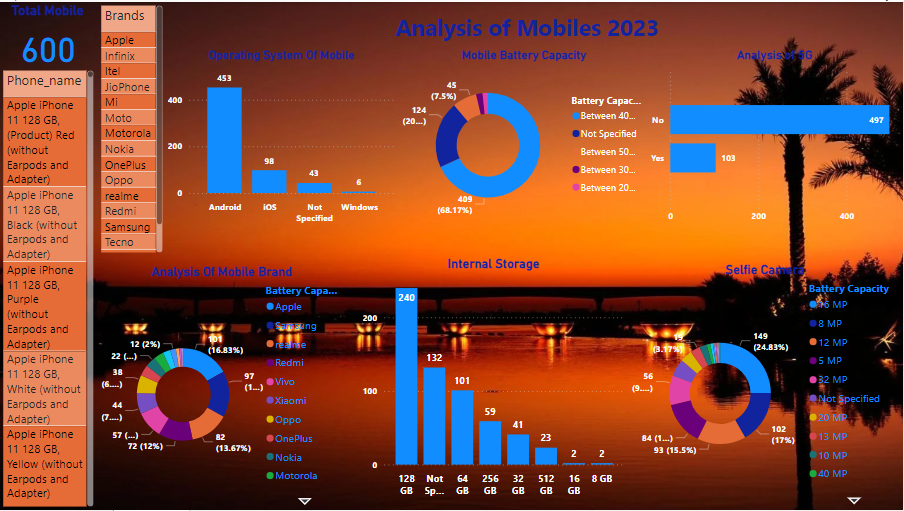 Total Mobile
600
Phone_name
Apple iPhone
11 128 GB,
(Product) Red
(without
Earpods and
Adapter)
Apple iPhone
11 128 GB,
Black (without
Earpods and
Adapter)
Apple iPhone
11 128 GB,
Purple
(without
Earpods and
Adapter)
Apple iPhone
11 128 GB,
White (without
Earpods and
Adapter)
Apple iPhone
11 128 GB,
Yellow (without
Earpods and
Adapter)
Brands
Apple
Infinix
Itel
JioPhone
Mi
Moto
Motorola
Nokia
OnePlus
Oppo
realme
Redmi
Samsung
Tecno
Analysis of Mobiles 2023
Operating System Of Mobile
400
200
0
453
98
43
6
Android
iOS
Not
Specified
Windows
Mobile Battery Capacity
45
(7.5%)
124
(20...)
409
(68.17%)
Battery Capac...
Between 40...
Not Specified
Between 50...
Between 30...
Between 20...
Analysis of 5G
No
497
Yes
103
0
200
400
Analysis Of Mobile Brand
101
(16.83%)
97
(1...)
82
(13.67%)
72 (12%)
57 (...)
44
(7....)
38
(6....)
22 (...)
12 (2%)
Battery Capa...
Apple
Samsung
realme
Redmi
Vivo
Xiaomi
Oppo
OnePlus
Nokia
Motorola
Internal Storage
200
100
0
240
132
101
59
41
23
2
2
128
GB
Not
Sp...
64
GB
256
GB
32
GB
512
GB
16
GB
8 GB
Selfie Camera
149
(24.83%)
102
(17%)
93 (15.5%)
84 (1...)
56
(9....)
19
(3.17%)
Battery Capacity
16 MP
8 MP
12 MP
5 MP
32 MP
Not Specified
20 MP
13 MP
10 MP
40 MP